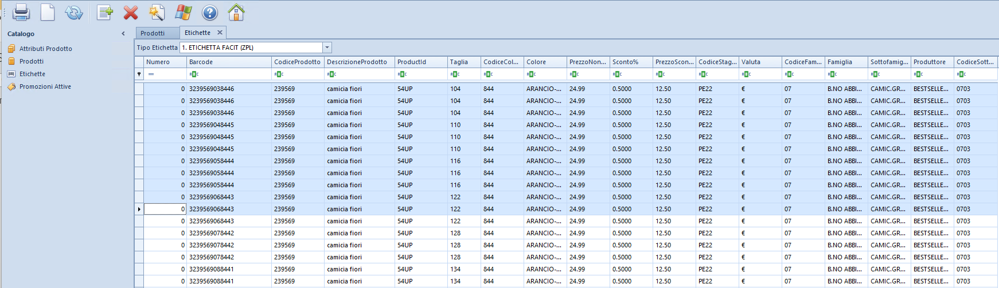 Catalogo
Attributi Prodotto
Prodotti
Etichette
Promozioni Attive
Prodotti Etichette
Tipo Etichetta 1. ETICHETTA FACIT (ZPL)
Numero Barcode CodiceProdotto DescrizioneProdotto ProductId Taglia CodiceCol... Colore PrezzoNon... Sconto% PrezzoScon... CodiceStag... Valuta CodiceFam... Famiglia Sottofamig... Produttore CodiceSott...
= ABC ABC ABC ABC ABC ABC ABC ABC ABC ABC ABC ABC ABC ABC ABC ABC ABC
0 3239569038446 239569 camicia fiori 54UP 104 844 ARANCIO-... 24.99 0.5000 12.50 PE22 € 07 B.NO ABBI... CAMIC.GR... BESTSELLE... 0703
0 3239569038446 239569 camicia fiori 54UP 104 844 ARANCIO-... 24.99 0.5000 12.50 PE22 € 07 B.NO ABBI... CAMIC.GR... BESTSELLE... 0703
0 3239569038446 239569 camicia fiori 54UP 104 844 ARANCIO-... 24.99 0.5000 12.50 PE22 € 07 B.NO ABBI... CAMIC.GR... BESTSELLE... 0703
0 3239569048445 239569 camicia fiori 54UP 110 844 ARANCIO-... 24.99 0.5000 12.50 PE22 € 07 B.NO ABBI... CAMIC.GR... BESTSELLE... 0703
0 3239569048445 239569 camicia fiori 54UP 110 844 ARANCIO-... 24.99 0.5000 12.50 PE22 € 07 B.NO ABBI... CAMIC.GR... BESTSELLE... 0703
0 3239569048445 239569 camicia fiori 54UP 110 844 ARANCIO-... 24.99 0.5000 12.50 PE22 € 07 B.NO ABBI... CAMIC.GR... BESTSELLE... 0703
0 3239569058444 239569 camicia fiori 54UP 116 844 ARANCIO-... 24.99 0.5000 12.50 PE22 € 07 B.NO ABBI... CAMIC.GR... BESTSELLE... 0703
0 3239569058444 239569 camicia fiori 54UP 116 844 ARANCIO-... 24.99 0.5000 12.50 PE22 € 07 B.NO ABBI... CAMIC.GR... BESTSELLE... 0703
0 3239569058444 239569 camicia fiori 54UP 116 844 ARANCIO-... 24.99 0.5000 12.50 PE22 € 07 B.NO ABBI... CAMIC.GR... BESTSELLE... 0703
0 3239569068443 239569 camicia fiori 54UP 122 844 ARANCIO-... 24.99 0.5000 12.50 PE22 € 07 B.NO ABBI... CAMIC.GR... BESTSELLE... 0703
0 3239569068443 239569 camicia fiori 54UP 122 844 ARANCIO-... 24.99 0.5000 12.50 PE22 € 07 B.NO ABBI... CAMIC.GR... BESTSELLE... 0703
0 3239569068443 239569 camicia fiori 54UP 122 844 ARANCIO-... 24.99 0.5000 12.50 PE22 € 07 B.NO ABBI... CAMIC.GR... BESTSELLE... 0703
0 3239569078442 239569 camicia fiori 54UP 128 844 ARANCIO-... 24.99 0.5000 12.50 PE22 € 07 B.NO ABBI... CAMIC.GR... BESTSELLE... 0703
0 3239569078442 239569 camicia fiori 54UP 128 844 ARANCIO-... 24.99 0.5000 12.50 PE22 € 07 B.NO ABBI... CAMIC.GR... BESTSELLE... 0703
0 3239569078442 239569 camicia fiori 54UP 128 844 ARANCIO-... 24.99 0.5000 12.50 PE22 € 07 B.NO ABBI... CAMIC.GR... BESTSELLE... 0703
0 3239569088441 239569 camicia fiori 54UP 134 844 ARANCIO-... 24.99 0.5000 12.50 PE22 € 07 B.NO ABBI... CAMIC.GR... BESTSELLE... 0703
0 3239569088441 239569 camicia fiori 54UP 134 844 ARANCIO-... 24.99 0.5000 12.50 PE22 € 07 B.NO ABBI... CAMIC.GR... BESTSELLE... 0703